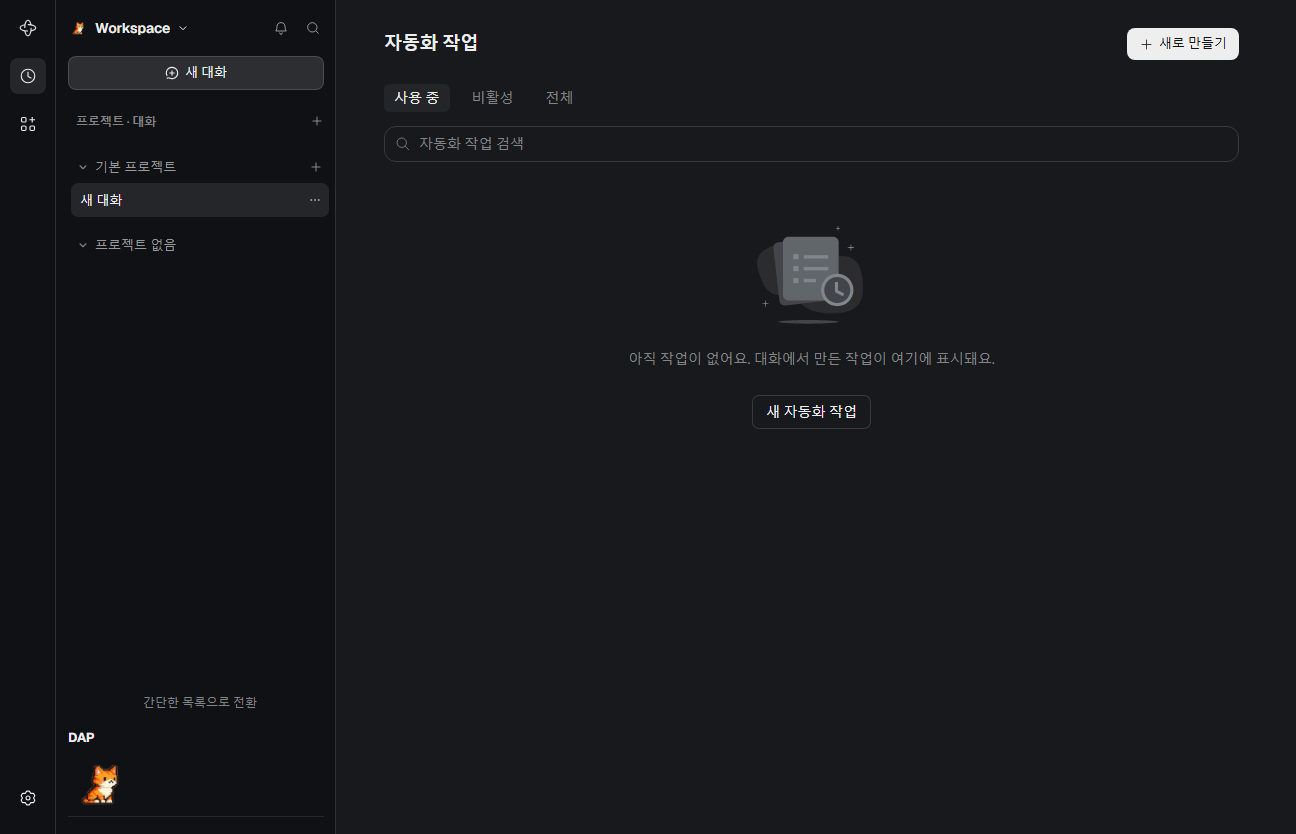 Workspace
새 대화
프로젝트 · 대화
기본 프로젝트
새 대화
프로젝트 없음
간단한 목록으로 전환
DAP
자동화 작업
새로 만들기
사용 중
비활성
전체
자동화 작업 검색
아직 작업이 없어요. 대화에서 만든 작업이 여기에 표시돼요.
새 자동화 작업